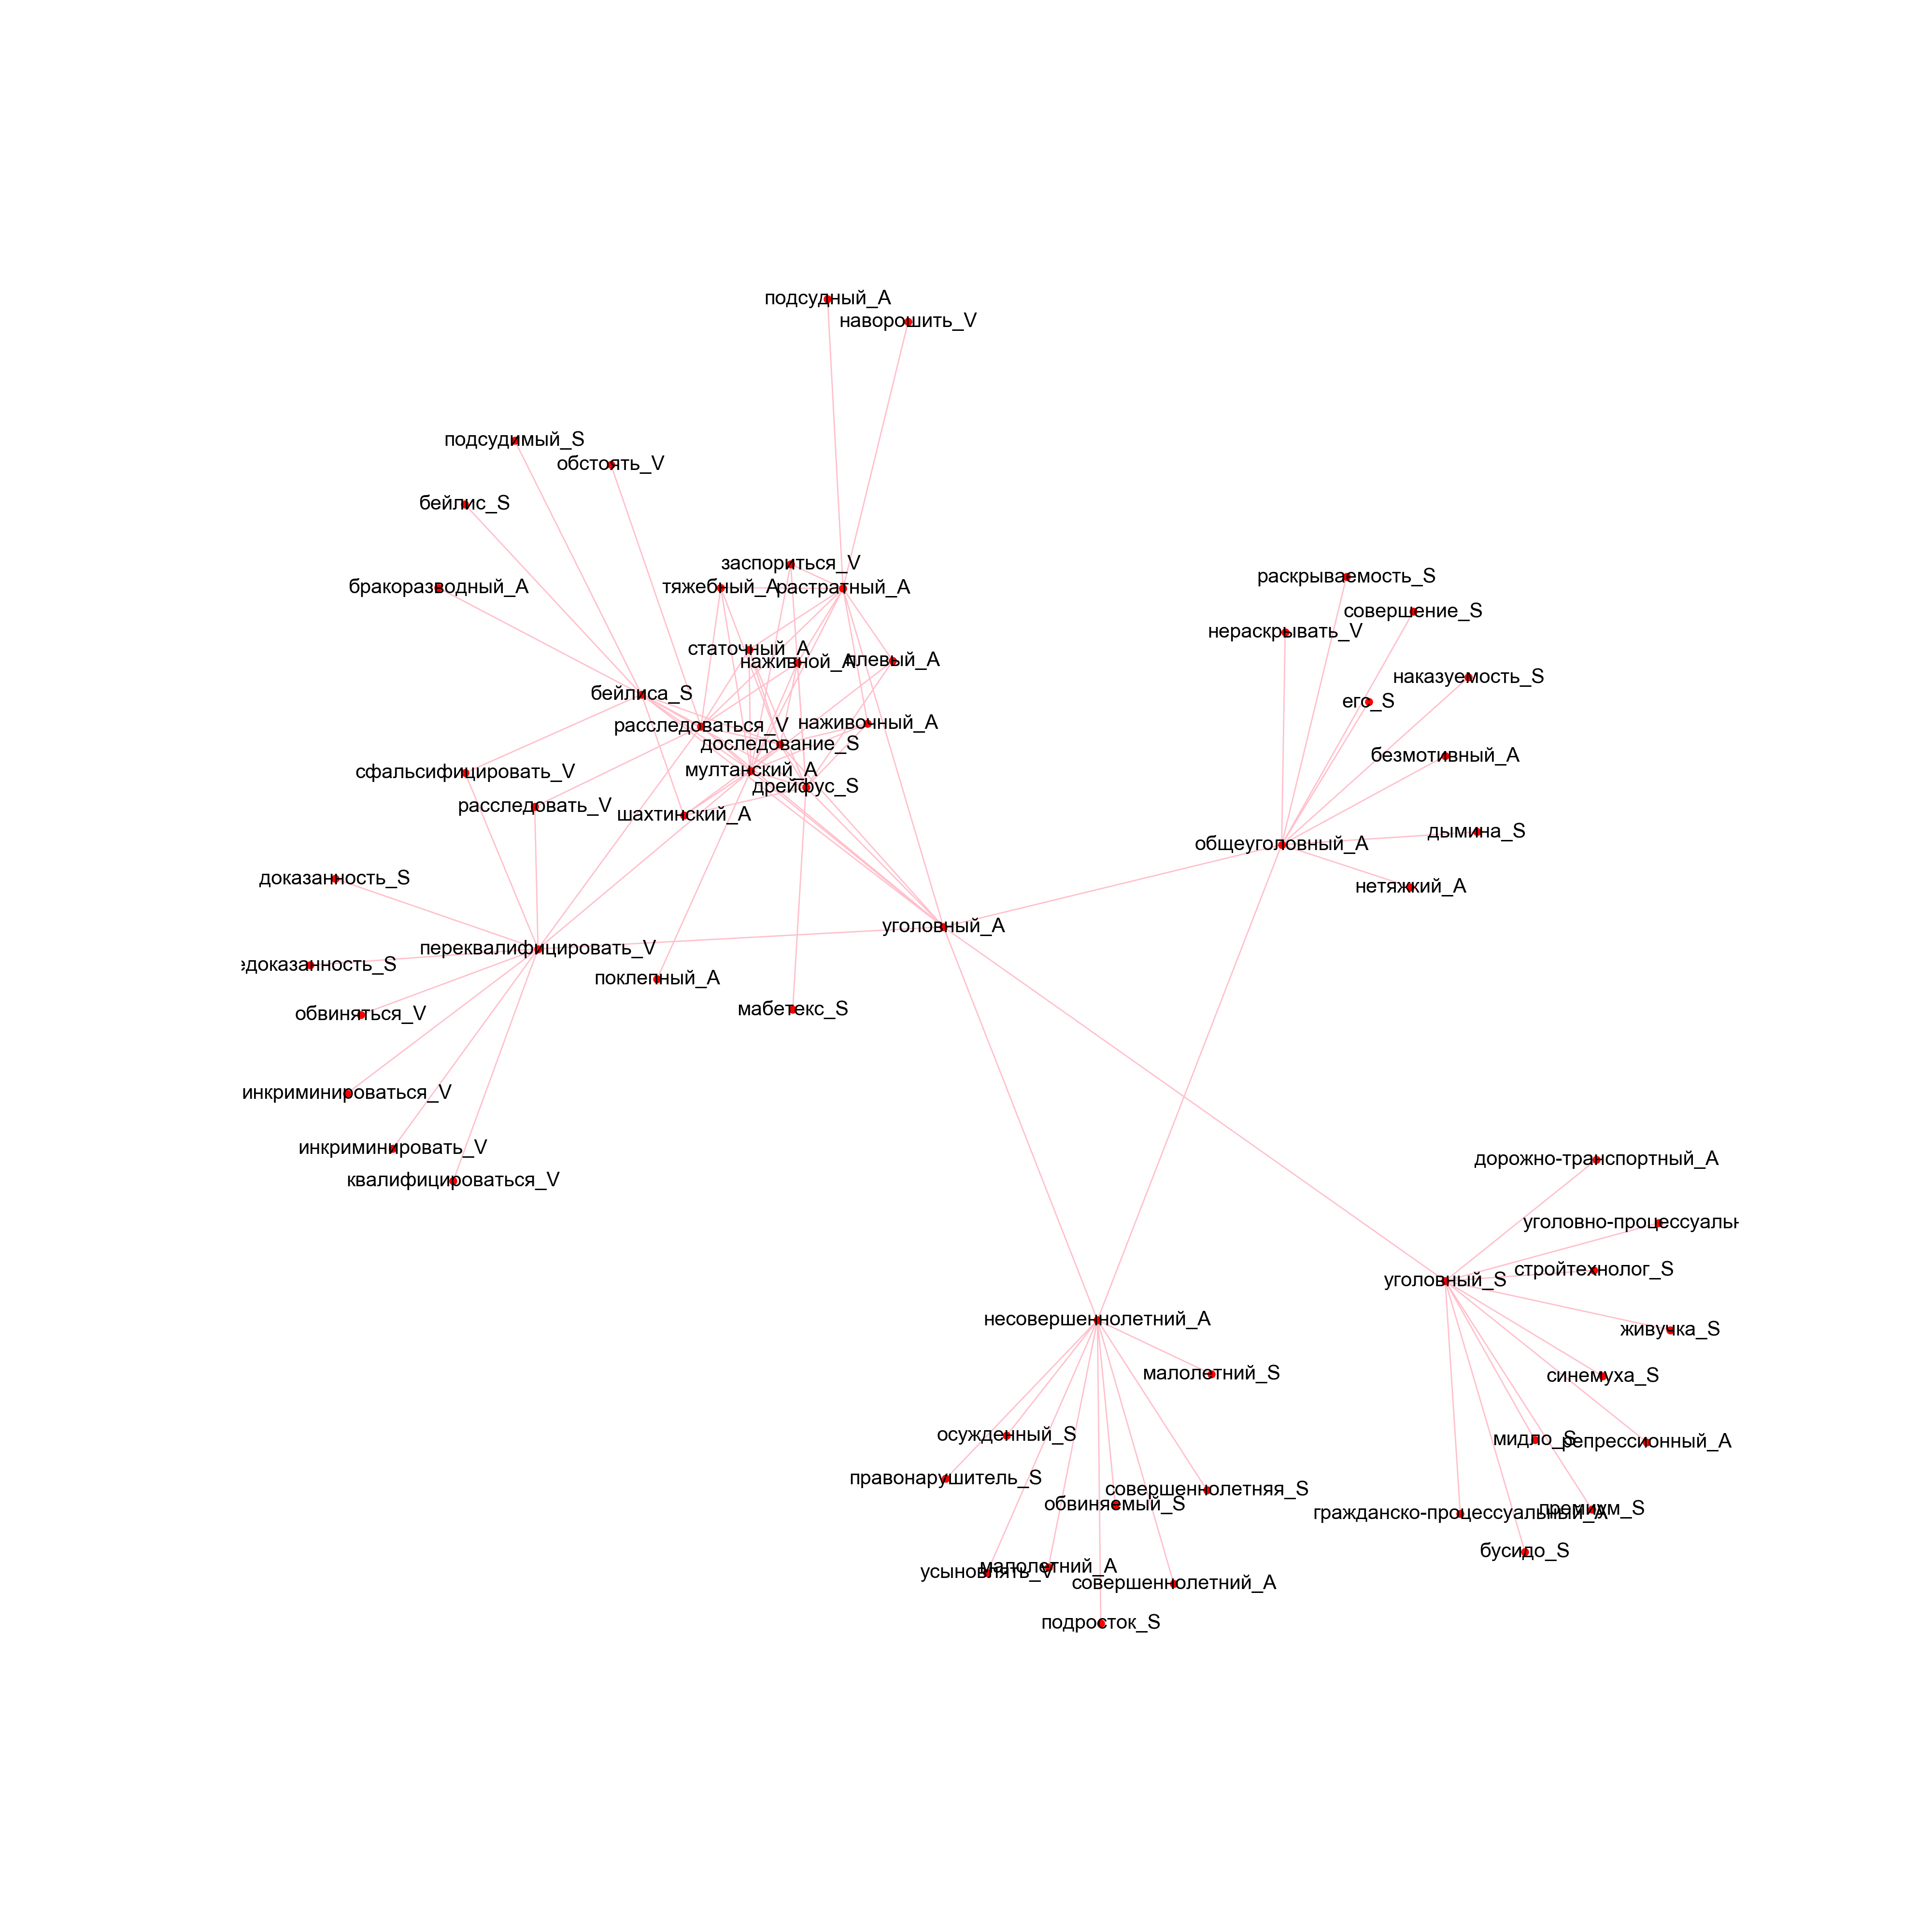 подсудный_A
наворошить_V
подсудимый_S
обстоять_V
бейлис_S
заспориться_V
бракоразводный_A
тяжебный_A
растратный_A
раскрываемость_S
совершение_S
нераскрывать_V
статочный_A
наживной_A
плевый_A
бейлиса_S
наказуемость_S
его_S
расследоваться_V
наживочный_A
доследование_S
безмотивный_A
сфальсифицировать_V
мултанский_A
дрейфус_S
расследовать_V
шахтинский_A
дымина_S
общеуголовный_A
доказанность_S
нетяжкий_A
уголовный_A
переквалифицировать_V
едоказанность_S
поклепный_A
мабетекс_S
обвиняться_V
инкриминироваться_V
инкриминировать_V
дорожно-транспортный_A
квалифицироваться_V
уголовно-процессуальн
стройтехнолог_S
уголовный_S
несовершеннолетний_A
живучка_S
малолетний_S
синемуха_S
осужденный_S
мидло_S
репрессионный_A
правонарушитель_S
совершеннолетняя_S
обвиняемый_S
премиум_S
гражданско-процессуальный_A
бусидо_S
малолетний_A
усыновлять_V
совершеннолетний_A
подросток_S